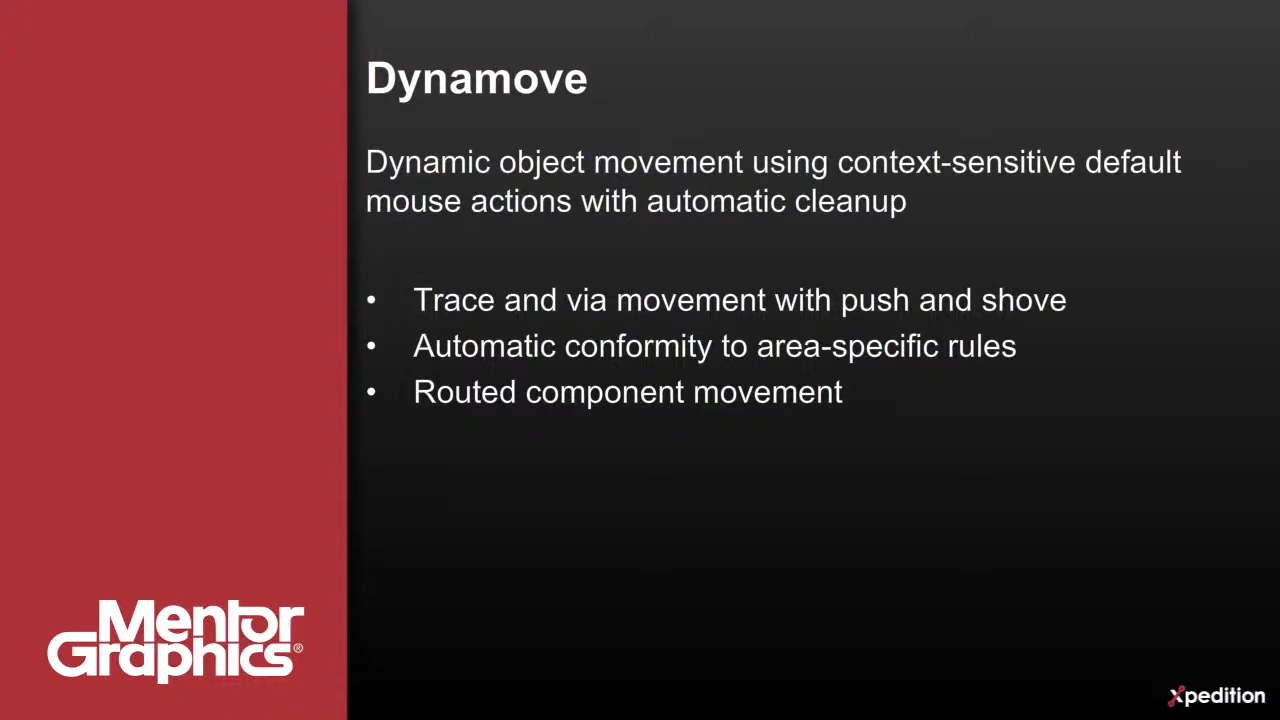 Dynamove
Dynamic object movement using context-sensitive default
mouse actions with automatic cleanup
• Trace and via movement with push and shove
• Automatic conformity to area-specific rules
• Routed component movement
Mentor
Graphics®
Xpedition